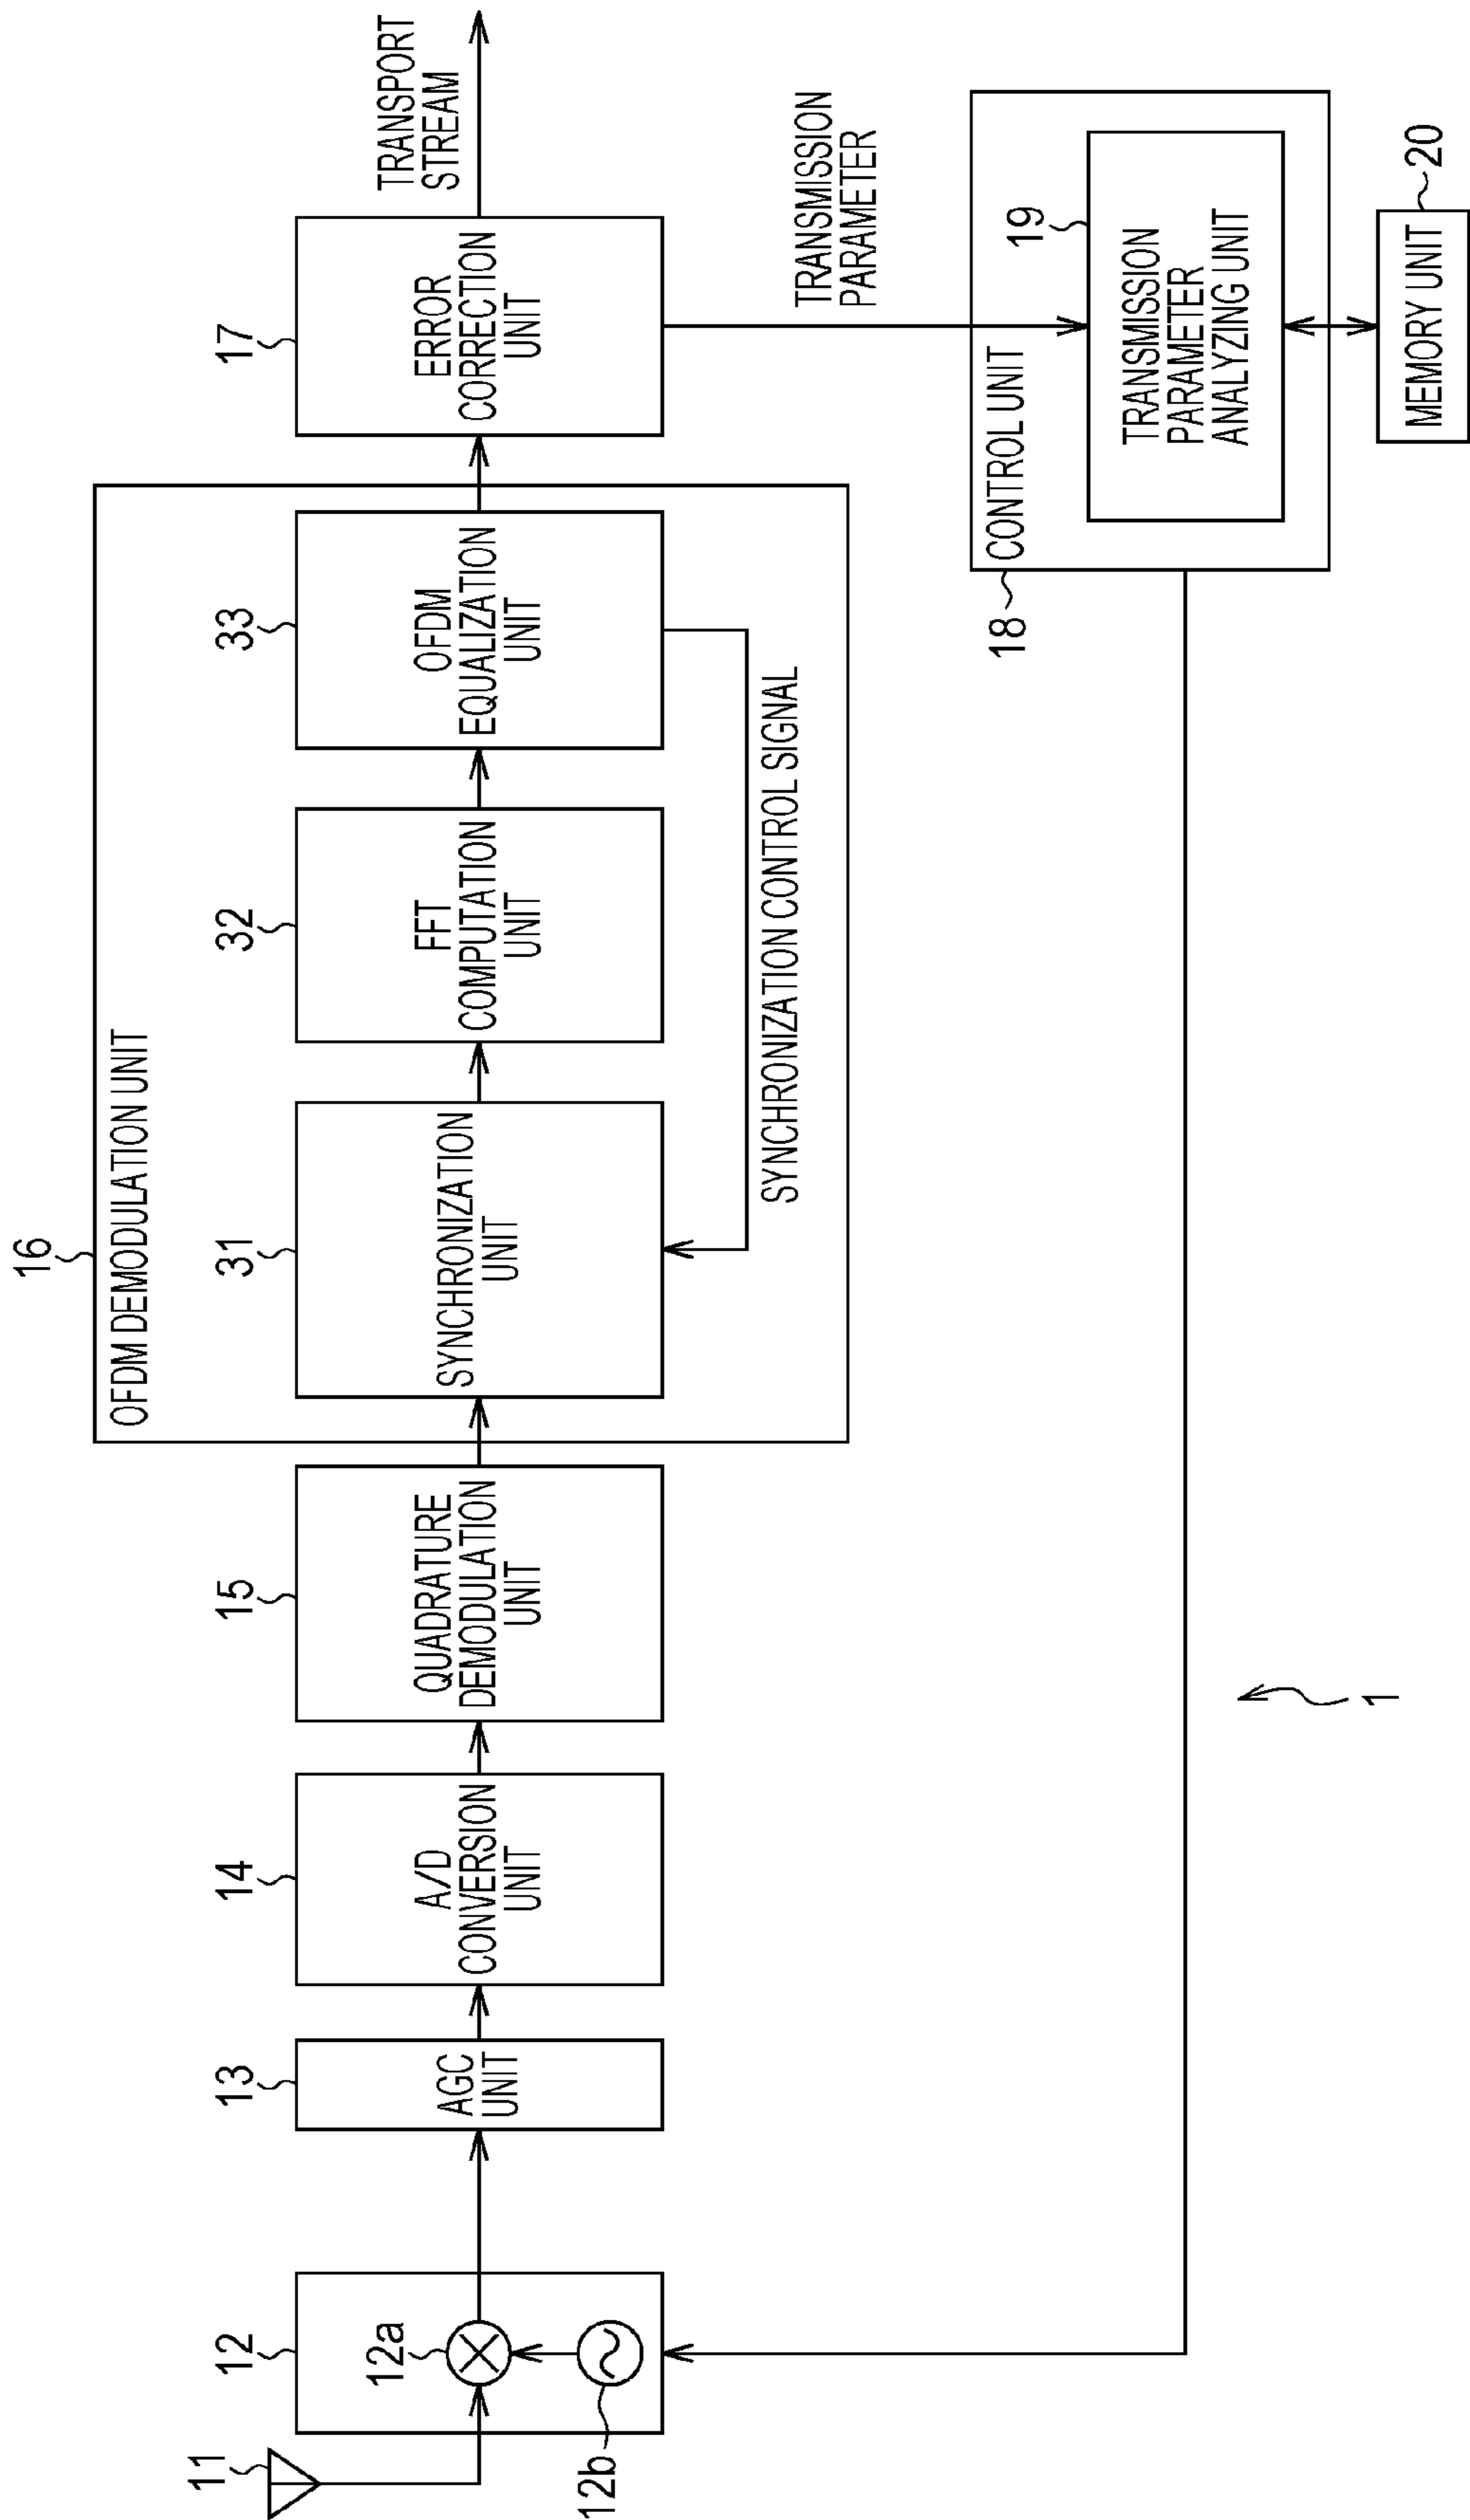 16
OFDM DEMODULATION UNIT
11
12
12a
12b
13
AGC
UNIT
14
A/D
CONVERSION
UNIT
15
QUADRATURE
DEMODULATION
UNIT
31
SYNCHRONIZATION
UNIT
32
FFT
COMPUTATION
UNIT
33
OFDM
EQUALIZATION
UNIT
17
ERROR
CORRECTION
UNIT
TRANSPORT
STREAM
SYNCHRONIZATION CONTROL SIGNAL
TRANSMISSION
PARAMETER
18
CONTROL UNIT
19
TRANSMISSION
PARAMETER
ANALYZING UNIT
MEMORY UNIT
20
1